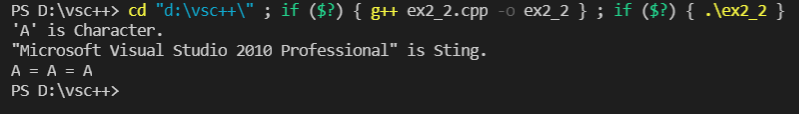 PS D:\vsc++> cd "d:\vsc++\" ; if ($?) { g++ ex2_2.cpp -o ex2_2 } ; if ($?) { .\ex2_2 }
'A' is Character.
"Microsoft Visual Studio 2010 Professional" is Sting.
A = A = A
PS D:\vsc++>